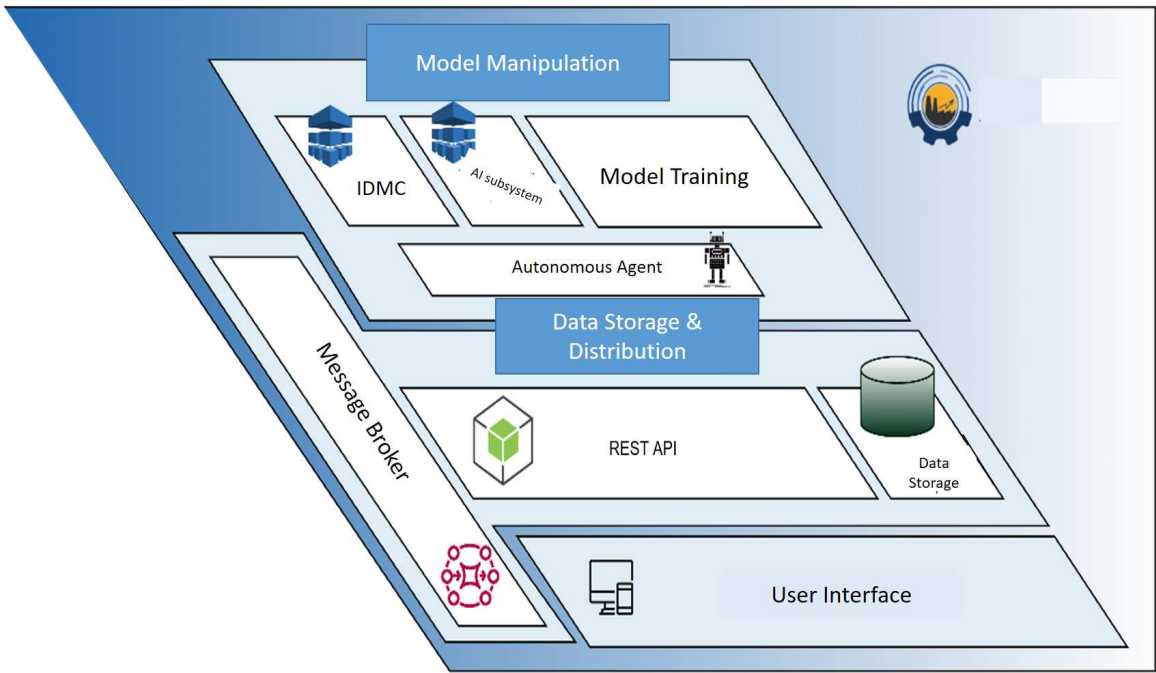 Model Manipulation
IDMC
AI subsystem
Model Training
Autonomous Agent
Data Storage &
Distribution
Message Broker
REST API
Data
Storage
User Interface